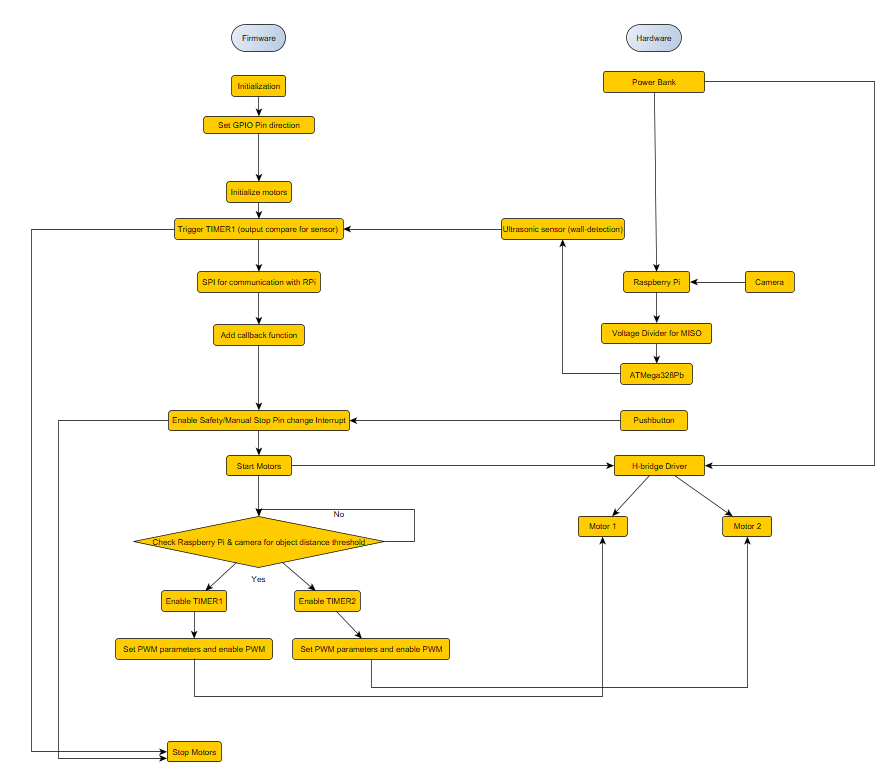 Firmware
Hardware
Initialization
Power Bank
Set GPIO Pin direction
Initialize motors
Trigger TIMER1 (output compare for sensor)
Ultrasonic sensor (wall-detection)
SPI for communication with RPi
Raspberry Pi
Camera
Add callback function
Voltage Divider for MISO
ATMega328Pb
Enable Safety/Manual Stop Pin change Interrupt
Pushbutton
Start Motors
H-bridge Driver
No
Motor 1
Motor 2
Check Raspberry Pi & camera for object distance threshold
Yes
Enable TIMER1
Enable TIMER2
Set PWM parameters and enable PWM
Set PWM parameters and enable PWM
Stop Motors